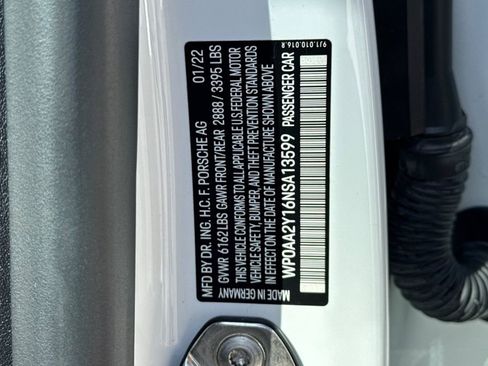 MFD BY DR. ING. H.C. F. PORSCHE AG 01/22
GVWR 6162 LBS GAWR FRONT/REAR 2888 / 3395 LBS
THIS VEHICLE CONFORMS TO ALL APPLICABLE U.S. FEDERAL MOTOR
VEHICLE SAFETY, BUMPER, AND THEFT PREVENTION STANDARDS
IN EFFECT ON THE DATE OF MANUFACTURE SHOWN ABOVE
WP0AA2Y16NSA13599 PASSENGER CAR
MADE IN GERMANY
9J1.010.016.R